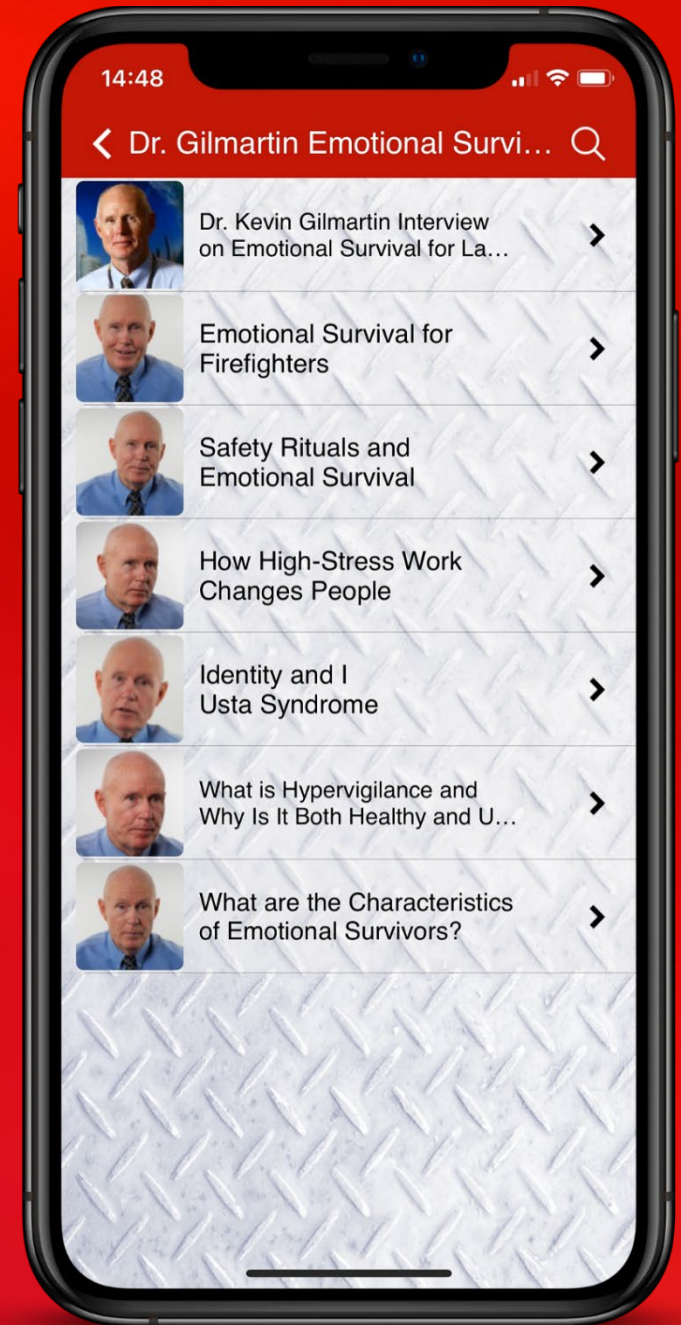 14:48
Dr. Gilmartin Emotional Survi...
Dr. Kevin Gilmartin Interview
on Emotional Survival for La...
Emotional Survival for
Firefighters
Safety Rituals and
Emotional Survival
How High-Stress Work
Changes People
Identity and I
Usta Syndrome
What is Hypervigilance and
Why Is It Both Healthy and U...
What are the Characteristics
of Emotional Survivors?